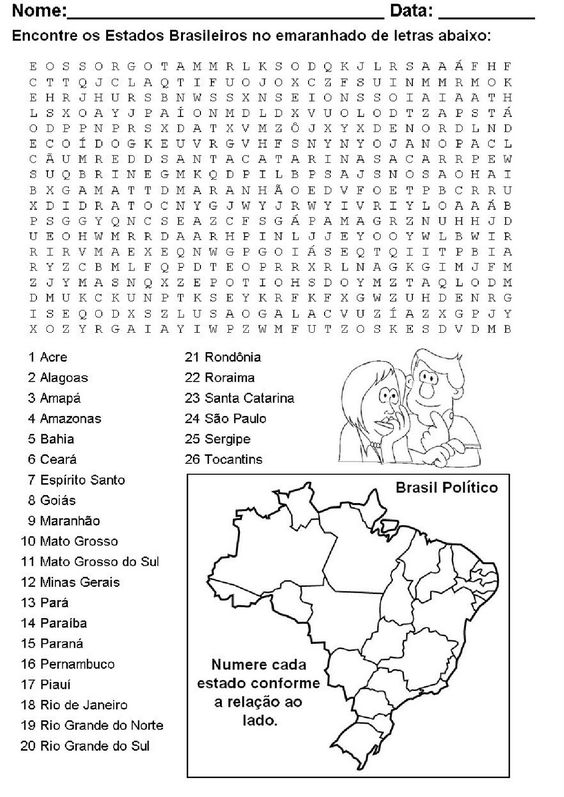 Nome:______________________________ Data: _________
Encontre os Estados Brasileiros no emaranhado de letras abaixo:
E O S S O R G O T A M M R L K S O D Q K J L R S A A Á F H F
C T T Q J C L A Q T I F U O J O X C Z F S U I N M M R M O K
E H R J H U R S B N W S S X N S E I O N S S O I A I A A T H
L S X O A Y J P A Í O N M D L D X V U O L O D T Z A P S T Á
O D P P N P R S X D A T X V M Z Ô J X Y X D E N O R D L N D
E C O Í D O G K E U V R G V H F S N Y N Y O J A N O P A C L
C Ã U M R E D D S A N T A C A T A R I N A S A C A R R P E W
S U Q B R I N E G M K Q D P I L B P S A J S N O S A O H A I
B X G A M A T T D M A R A N H Ã O E D V F O E T P B C R R U
X D I D R A T O C N Y G J W Y J R W Y I V R I Y L O A A Á B
P S G G Y Q N C S E A Z C F S G Á P A M A G R Z N U H H J D
U E O H W M R R D A A R H P I N L J J E Y O O Y W L B W I R
R I R V M A E X E Q N W G P G O I Á S E Q T Q I I T P B I A
R Y Z C B M L F Q P D T E O P R R X R L N A G K G I M J F M
Z J Y M A S N Q X Z E P O T I O H S D O Y M Z T A Q L O D M
D M U K C K U N P T K S E Y K R F K F X G W Z U H D E N R G
I S E Q O D X S Z L U S A O G A L A C V U Z Í A Z X G P J Y
X O Z Y R G A I A Y I W P Z W M F U T Z O S K E S D V D M B
1 Acre
2 Alagoas
3 Amapá
4 Amazonas
5 Bahia
6 Ceará
7 Espírito Santo
8 Goiás
9 Maranhão
10 Mato Grosso
11 Mato Grosso do Sul
12 Minas Gerais
13 Pará
14 Paraíba
15 Paraná
16 Pernambuco
17 Piauí
18 Rio de Janeiro
19 Rio Grande do Norte
20 Rio Grande do Sul
21 Rondônia
22 Roraima
23 Santa Catarina
24 São Paulo
25 Sergipe
26 Tocantins
Brasil Político
Numere cada
estado conforme
a relação ao
lado.